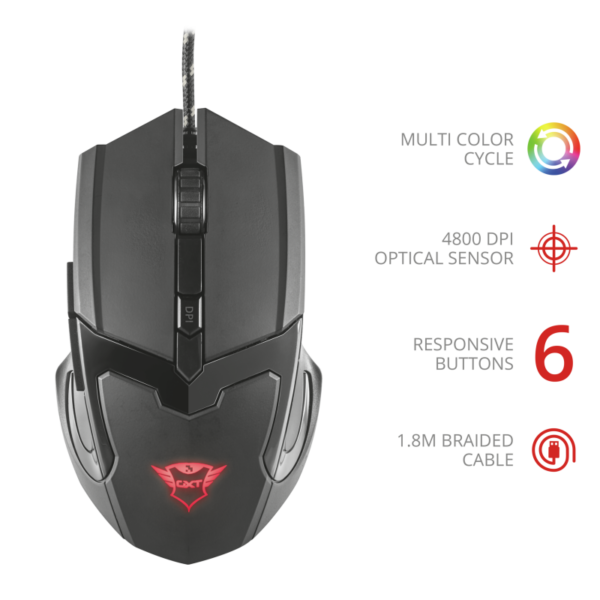 MULTI COLOR
CYCLE
4800 DPI
OPTICAL SENSOR
DPI
RESPONSIVE
BUTTONS
6
1.8M BRAIDED
CABLE
GXT